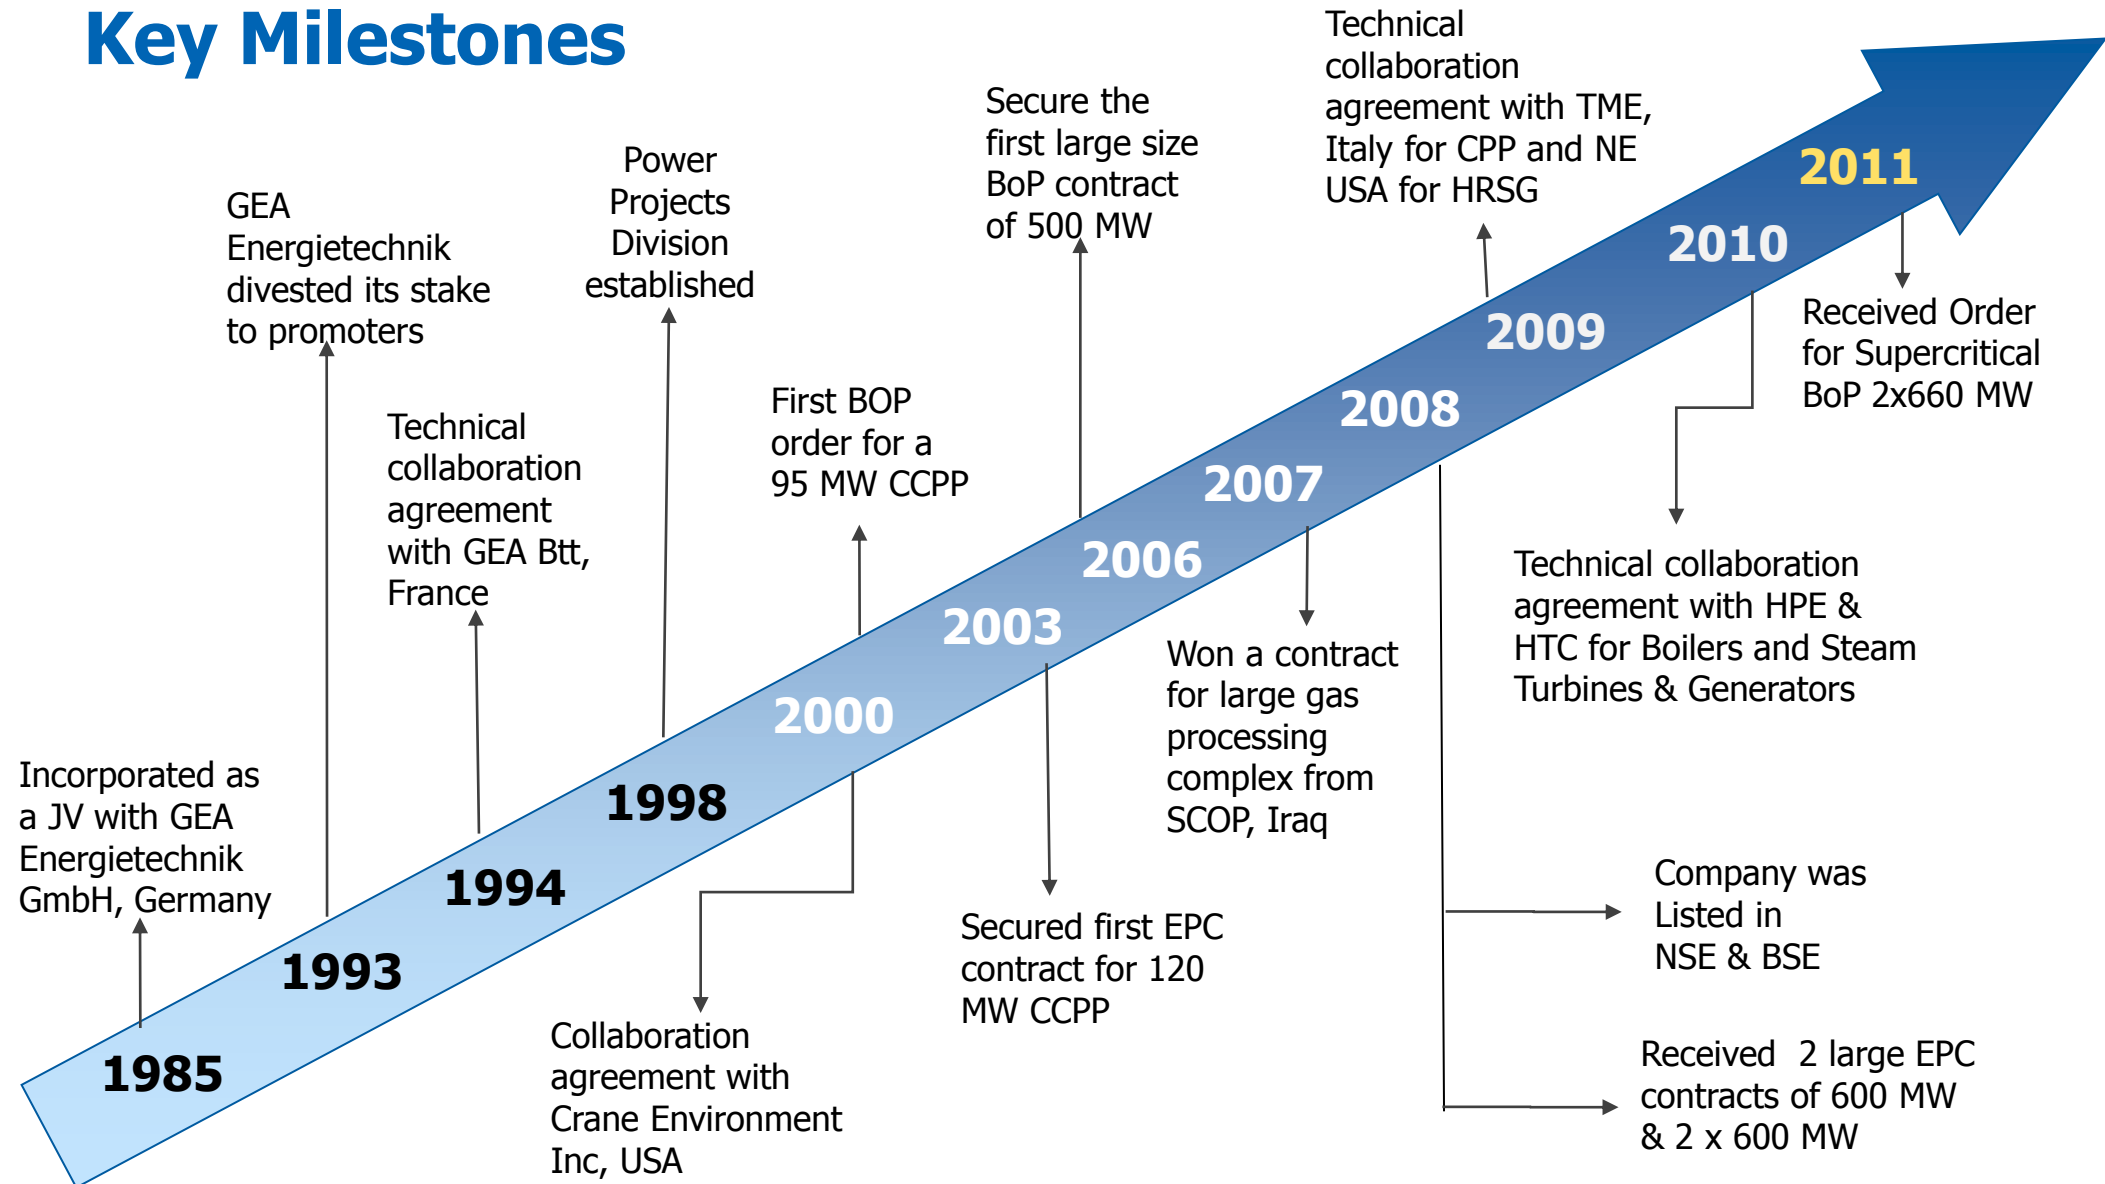 Key Milestones
Technical
collaboration
agreement with TME,
Italy for CPP and NE
USA for HRSG
Secure the
first large size
BoP contract
of 500 MW
Power
Projects
Division
established
GEA
Energietechnik
divested its stake
to promoters
2011
2010
Received Order
for Supercritical
BoP 2x660 MW
2009
First BOP
order for a
95 MW CCPP
2008
Technical
collaboration
agreement
with GEA Btt,
France
2007
2006
Technical collaboration
agreement with HPE &
HTC for Boilers and Steam
Turbines & Generators
2003
Won a contract
for large gas
processing
complex from
SCOP, Iraq
2000
Incorporated as
a JV with GEA
Energietechnik
GmbH, Germany
1998
1994
Company was
Listed in
NSE & BSE
Secured first EPC
contract for 120
MW CCPP
1993
Collaboration
agreement with
Crane Environment
Inc, USA
1985
Received  2 large EPC
contracts of 600 MW
& 2 x 600 MW